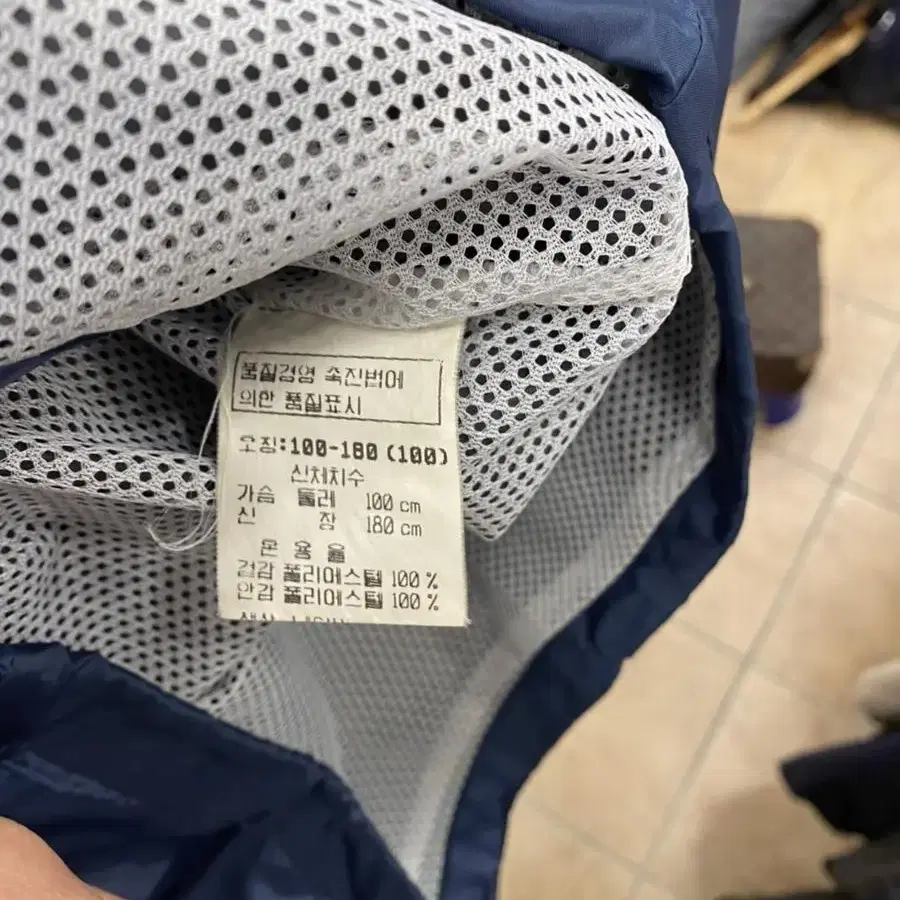 품질경영 촉진법에
의한 품질표시
호칭:100-180 (100)
신체치수
가슴 둘레 100 cm
신 장 180 cm
혼 용 율
겉감 폴리에스텔 100 %
안감 폴리에스텔 100 %